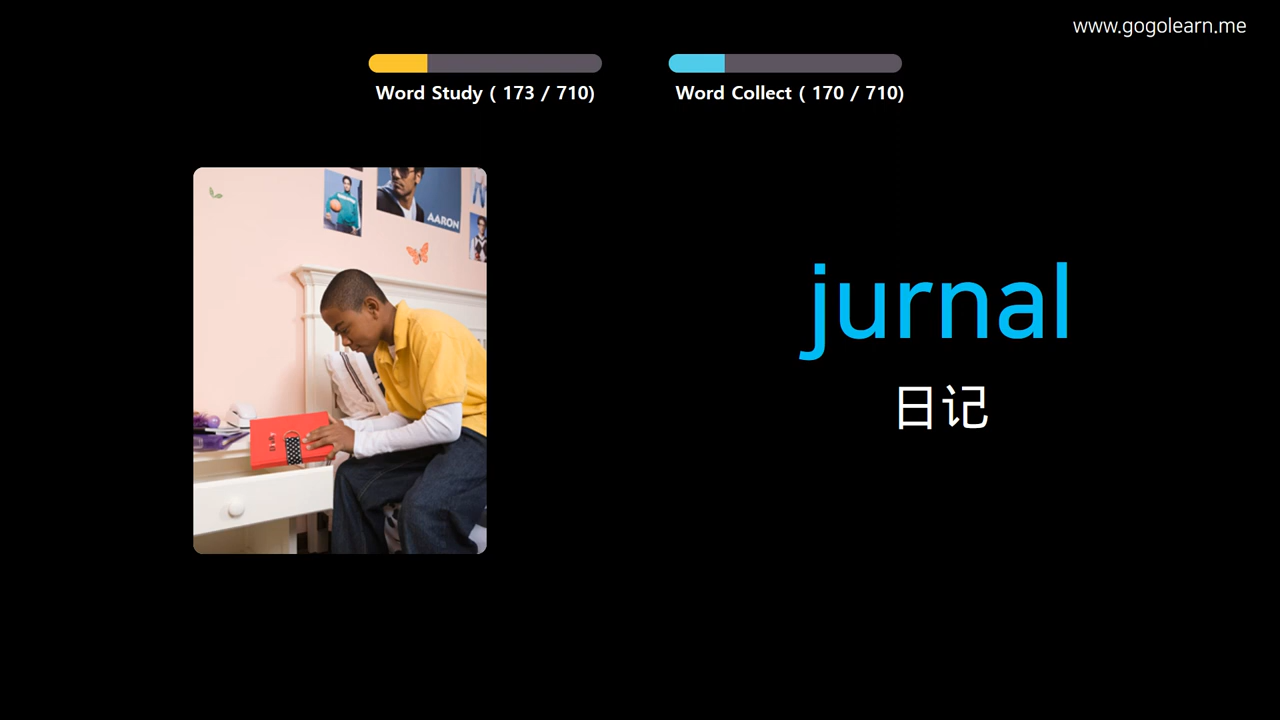 www.gogolearn.me
Word Study ( 173 / 710)
Word Collect ( 170 / 710)
AARON
jurnal
日记